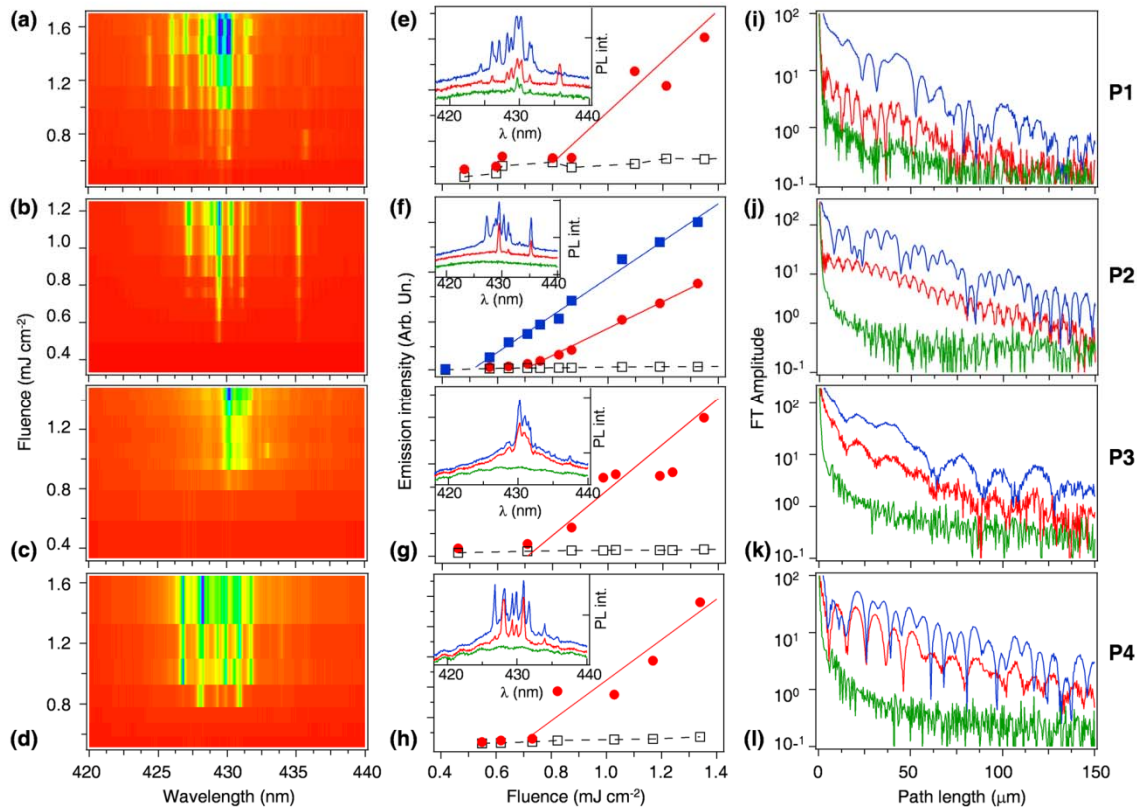 (a)
1.6
1.2
0.8
(b)
1.2
1.0
0.8
0.6
0.4
1.2
0.8
0.4
(c)
1.6
1.2
0.8
(d)
420
425
430
435
440
Wavelength (nm)
Fluence (mJ cm-2)
(e)
PL int.
420
430
440
λ (nm)
(f)
PL int.
420
430
440
λ (nm)
PL int.
420
430
440
λ (nm)
(g)
PL int.
420
430
440
λ (nm)
(h)
0.4
0.6
0.8
1.0
1.2
1.4
Fluence (mJ cm-2)
Emission intensity (Arb. Un.)
(i)
10²
10¹
10⁰
10-1
P1
(j)
10²
10¹
10⁰
10-1
P2
10²
10¹
10⁰
10-1
(k)
P3
10²
10¹
10⁰
10-1
(l)
P4
0
50
100
150
Path length (μm)
FT Amplitude